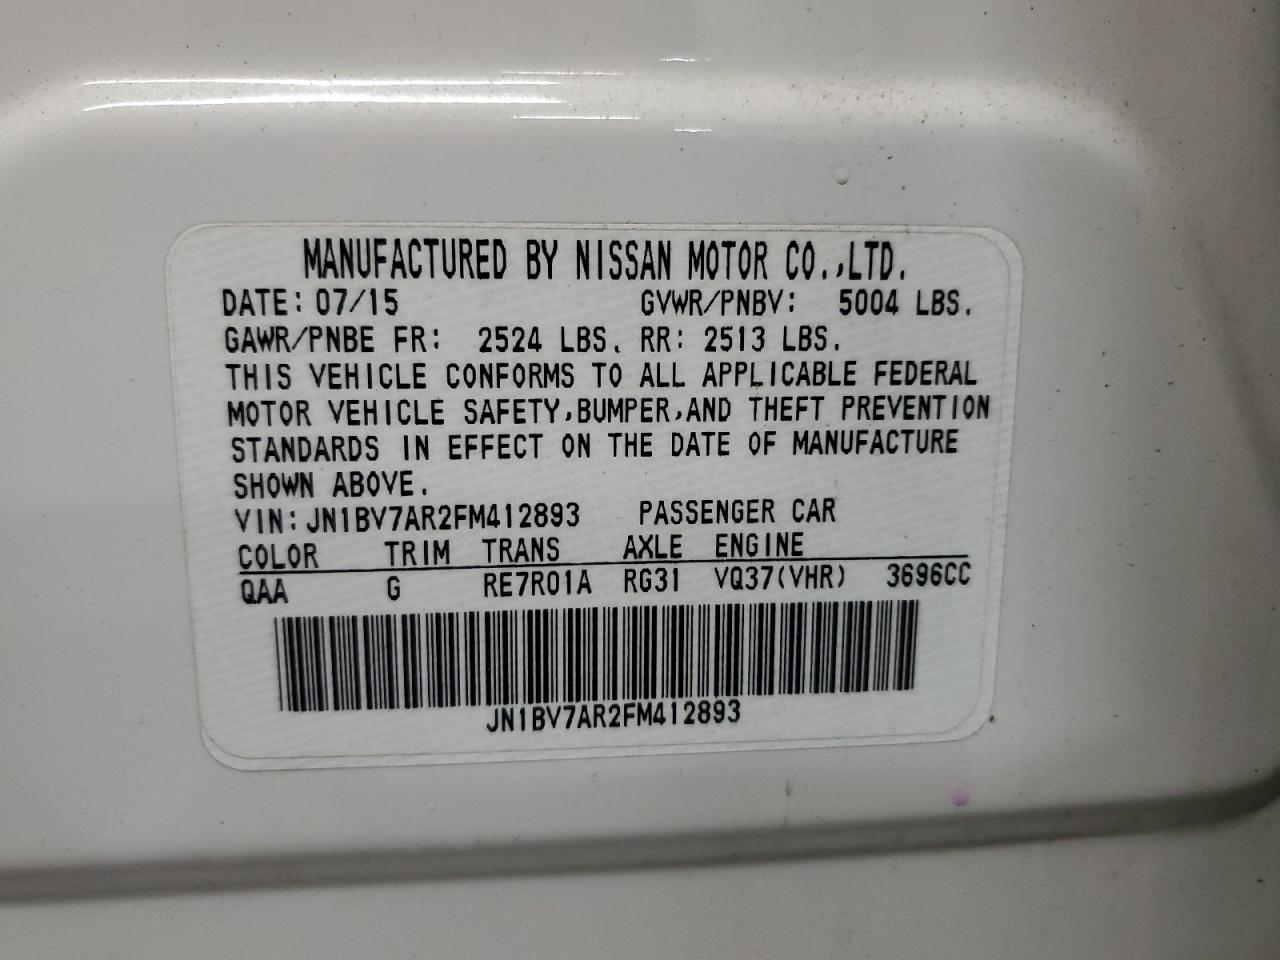 MANUFACTURED BY NISSAN MOTOR CO.,LTD.
DATE: 07/15 GVWR/PNBV: 5004 LBS.
GAWR/PNBE FR: 2524 LBS. RR: 2513 LBS.
THIS VEHICLE CONFORMS TO ALL APPLICABLE FEDERAL
MOTOR VEHICLE SAFETY,BUMPER,AND THEFT PREVENTION
STANDARDS IN EFFECT ON THE DATE OF MANUFACTURE
SHOWN ABOVE.
VIN: JN1BV7AR2FM412893 PASSENGER CAR
COLOR TRIM TRANS AXLE ENGINE
QAA G RE7R01A RG31 VQ37(VHR) 3696CC
JN1BV7AR2FM412893